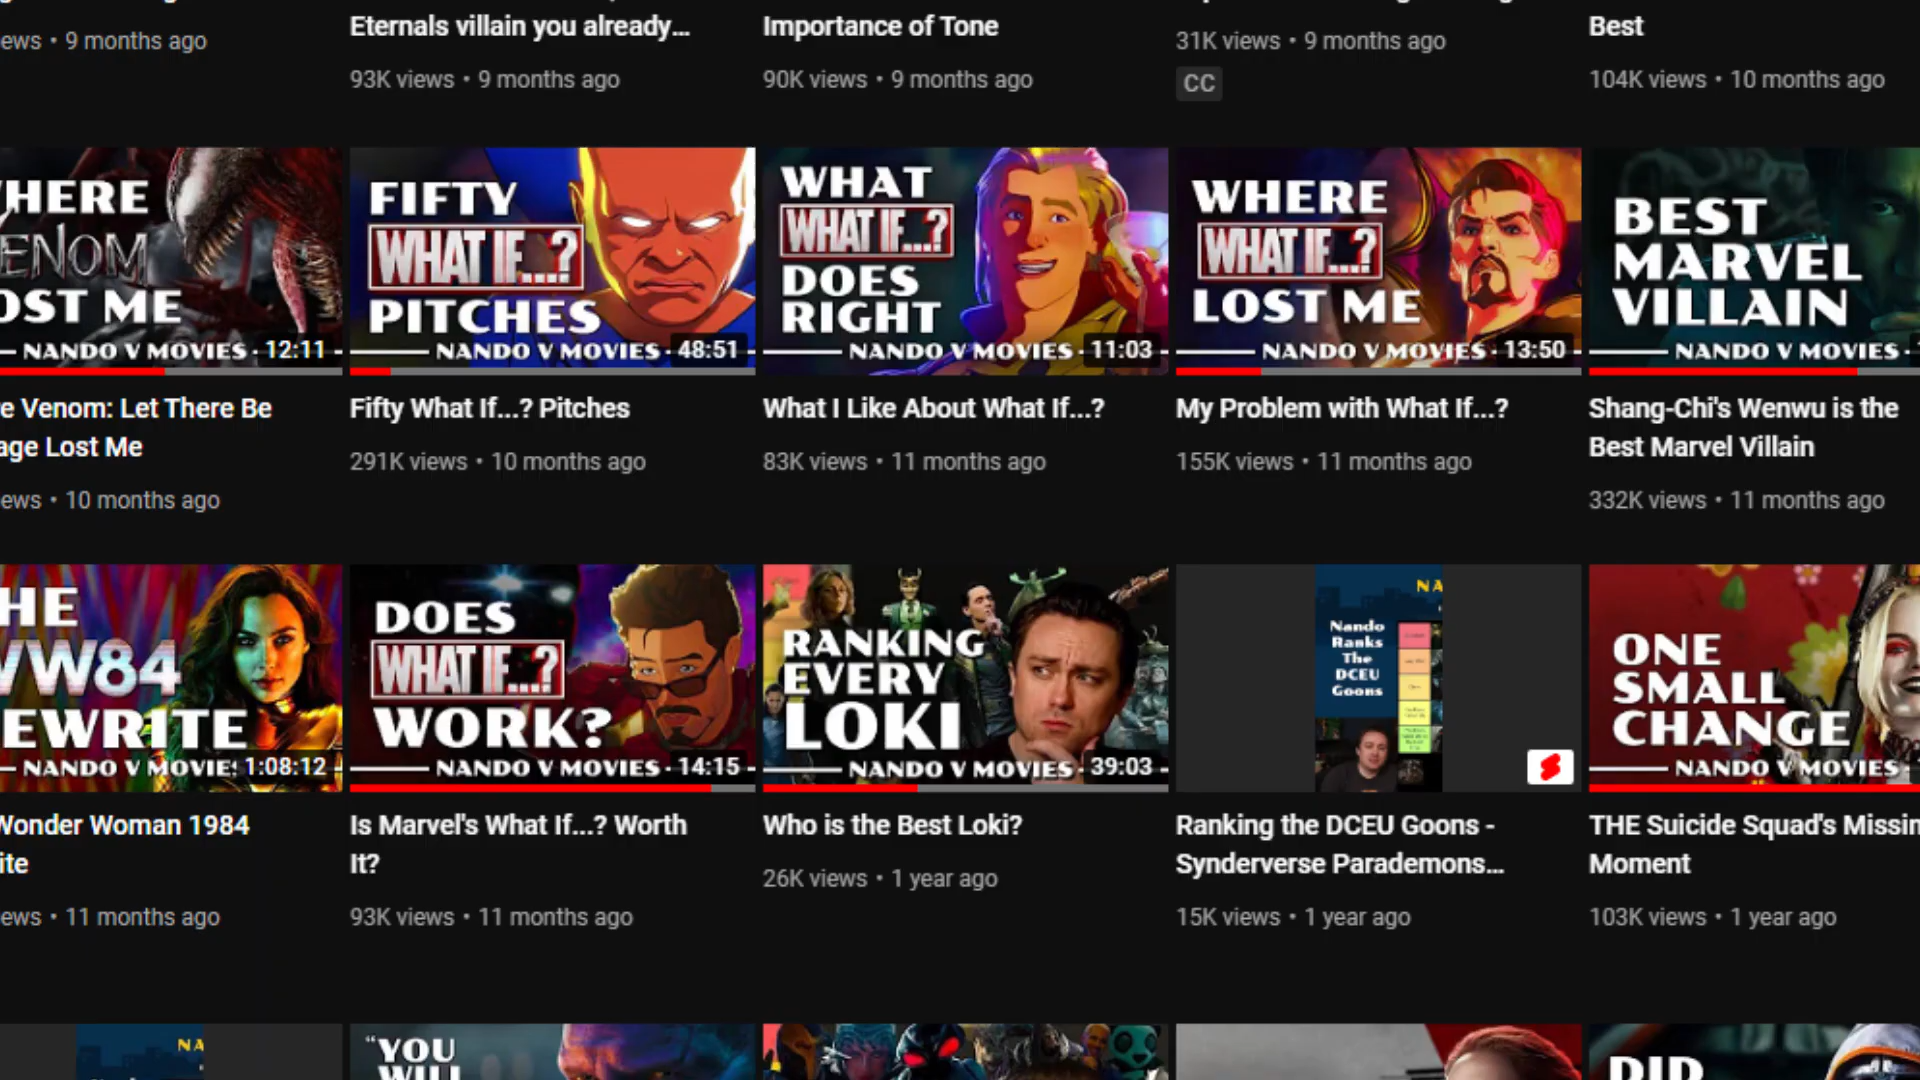 Eternals villain you already...
Importance of Tone
Best
ews • 9 months ago
93K views • 9 months ago
90K views • 9 months ago
31K views • 9 months ago
CC
104K views • 10 months ago
HERE
ENOM
OST ME
NANDO V MOVIES
12:11
FIFTY
WHAT IF...?
PITCHES
NANDO V MOVIES
48:51
WHAT
WHAT IF...?
DOES
RIGHT
NANDO V MOVIES
11:03
WHERE
WHAT IF...?
LOST ME
NANDO V MOVIES
13:50
BEST
MARVEL
VILLAIN
NANDO V MOVIES
e Venom: Let There Be
age Lost Me
ews • 10 months ago
Fifty What If...? Pitches
291K views • 10 months ago
What I Like About What If...?
83K views • 11 months ago
My Problem with What If...?
155K views • 11 months ago
Shang-Chi's Wenwu is the
Best Marvel Villain
332K views • 11 months ago
HE
WW84
EWRITE
NANDO V MOVIE
1:08:12
DOES
WHAT IF...?
WORK?
NANDO V MOVIES
14:15
RANKING
EVERY
LOKI
NANDO V MOVIES
39:03
NA
Nando
Ranks
The
DCEU
Goons
ONE
SMALL
CHANGE
NANDO V MOVIES
Wonder Woman 1984
ite
ews • 11 months ago
Is Marvel's What If...? Worth
It?
93K views • 11 months ago
Who is the Best Loki?
26K views • 1 year ago
Ranking the DCEU Goons -
Synderverse Parademons...
15K views • 1 year ago
THE Suicide Squad's Missin
Moment
103K views • 1 year ago
NA
"YOU
WILL
DID